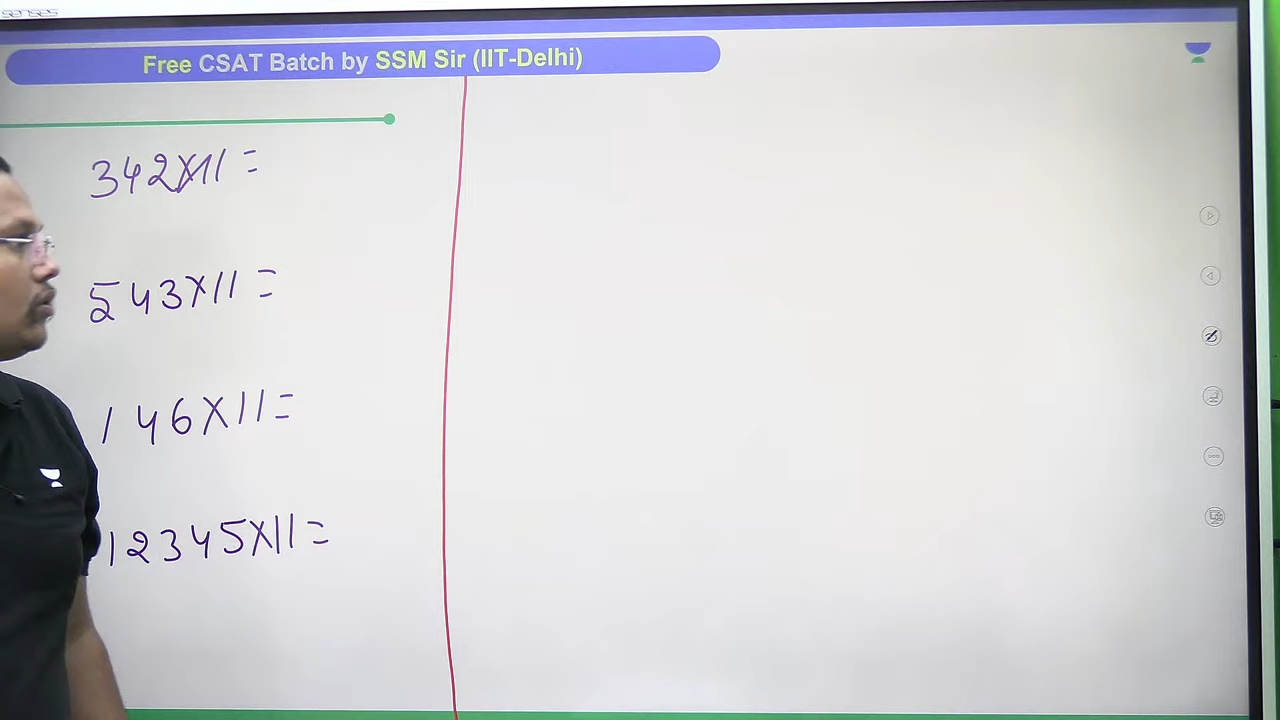 Free CSAT Batch by SSM Sir (IIT-Delhi)
342X11=
543X11=
146X11=
12345X11=